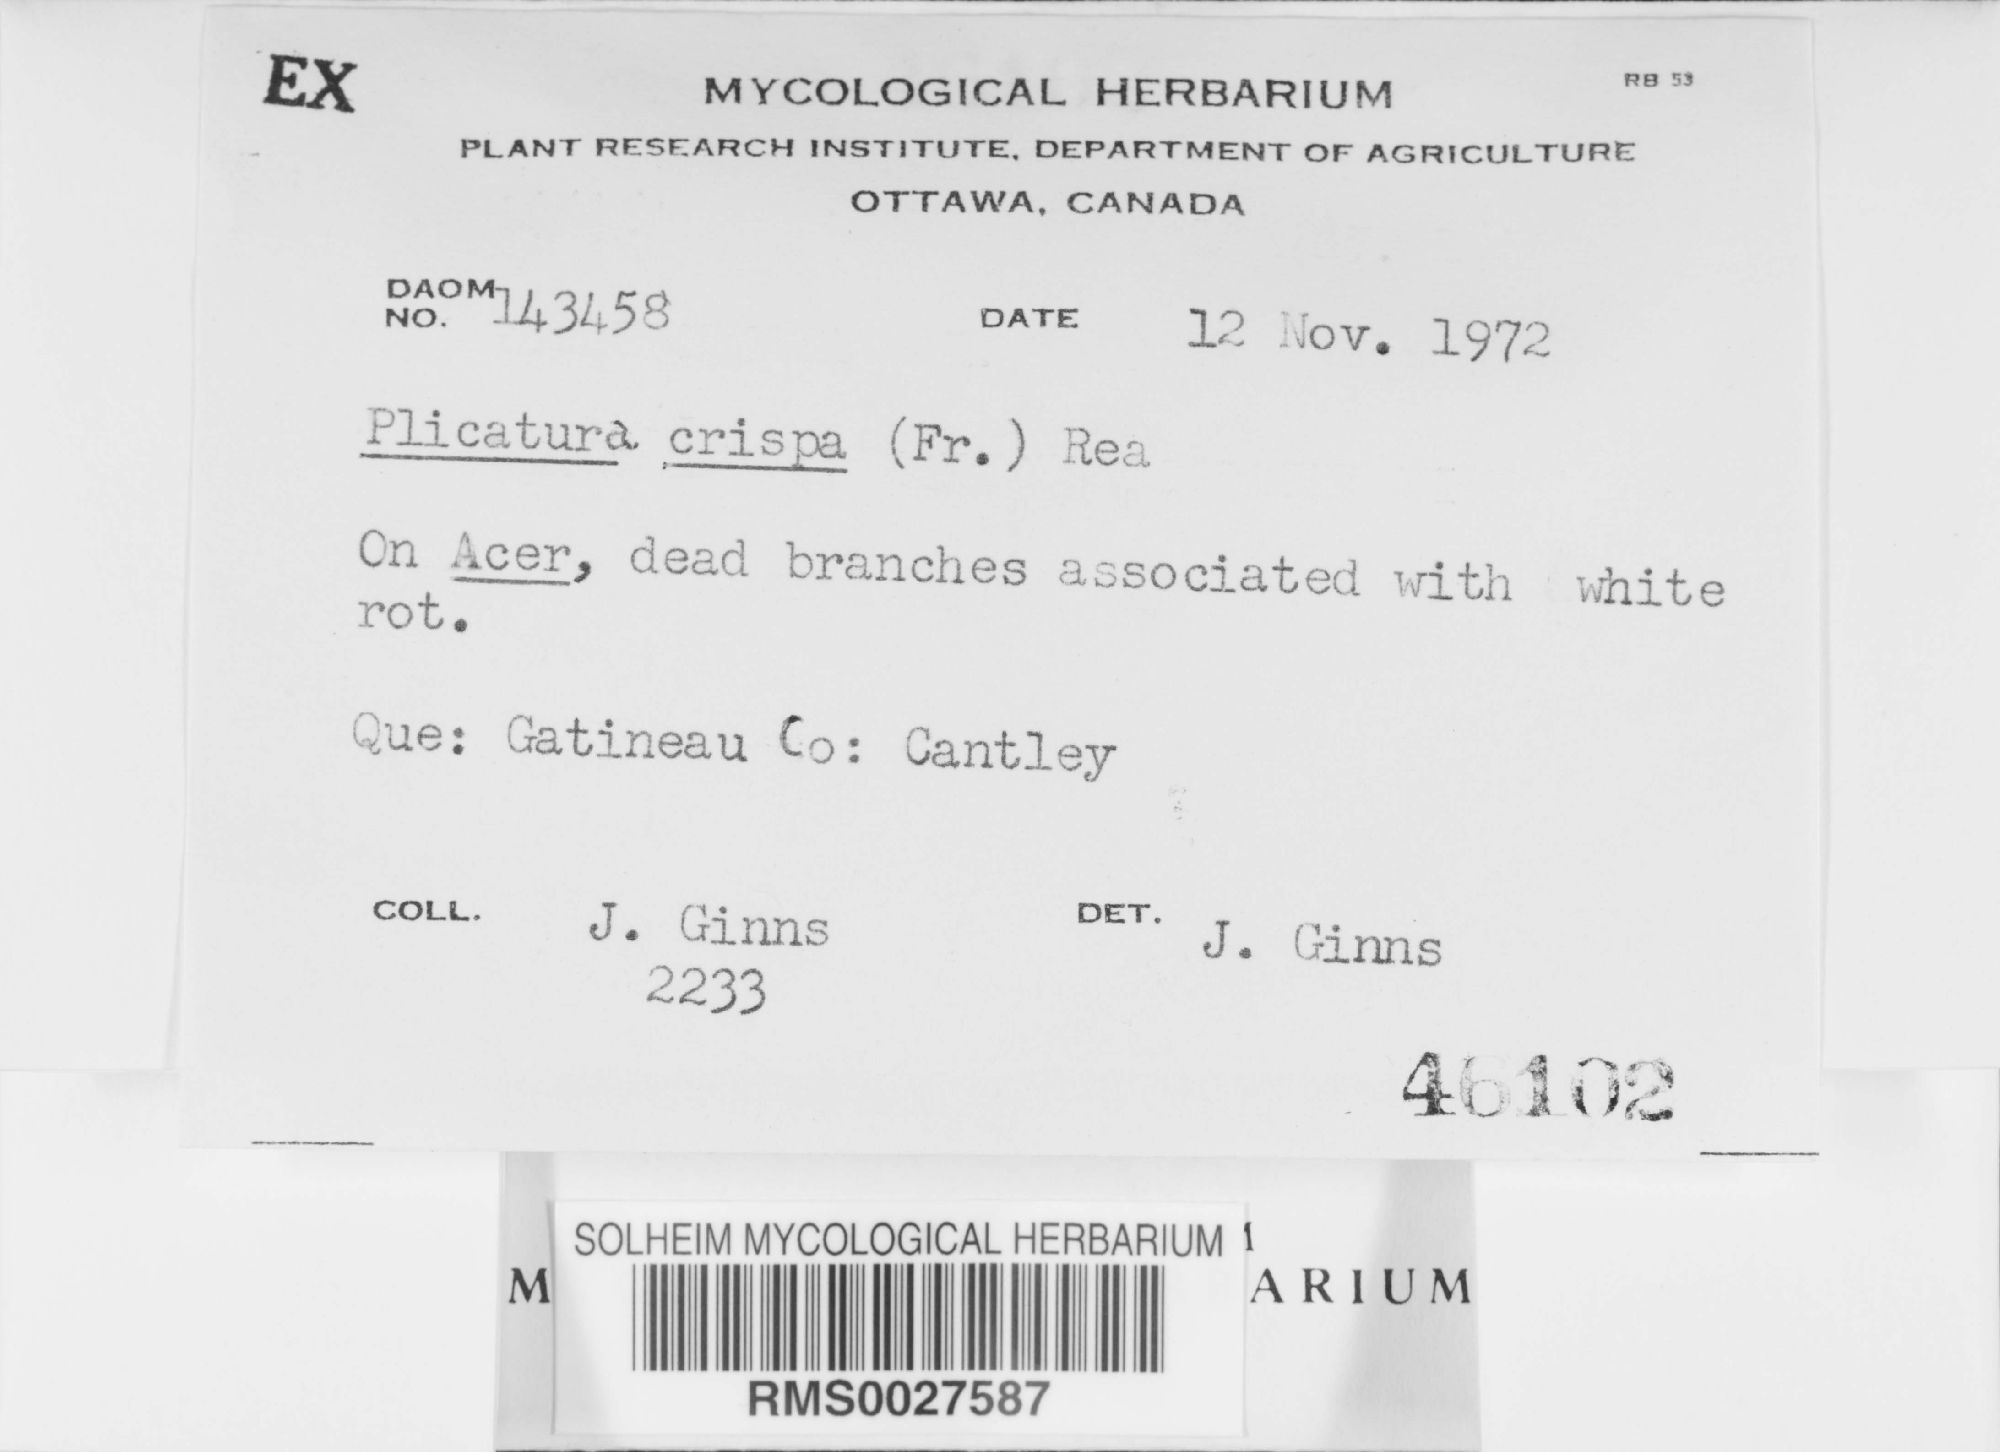 EX
MYCOLOGICAL HERBARIUM
RB 53
PLANT RESEARCH INSTITUTE, DEPARTMENT OF AGRICULTURE
OTTAWA, CANADA
DAOM
NO. 143458
DATE 12 Nov. 1972
Plicatura crispa (Fr.) Rea
On Acer, dead branches associated with white
rot.
Que: Gatineau Co: Cantley
COLL. J. Ginns
DET. J. Ginns
2233
46102
SOLHEIM MYCOLOGICAL HERBARIUM
M ARIUM
RMS0027587